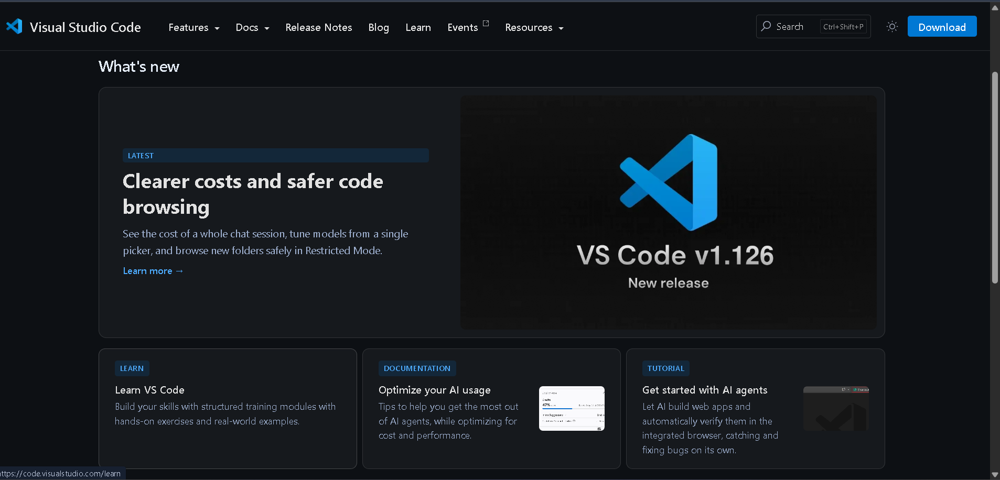 Visual Studio Code
Features
Docs
Release Notes
Blog
Learn
Events
Resources
Search
Ctrl+Shift+P
Download
What's new
LATEST
Clearer costs and safer code
browsing
See the cost of a whole chat session, tune models from a single
picker, and browse new folders safely in Restricted Mode.
Learn more →
VS Code v1.126
New release
LEARN
Learn VS Code
Build your skills with structured training modules with
hands-on exercises and real-world examples.
DOCUMENTATION
Optimize your AI usage
Tips to help you get the most out
of AI agents, while optimizing for
cost and performance.
Copilot Pro+
Credits
47% used
Inline Suggestions
TUTORIAL
Get started with AI agents
Let AI build web apps and
automatically verify them in the
integrated browser, catching and
fixing bugs on its own.
ttps://code.visualstudio.com/learn